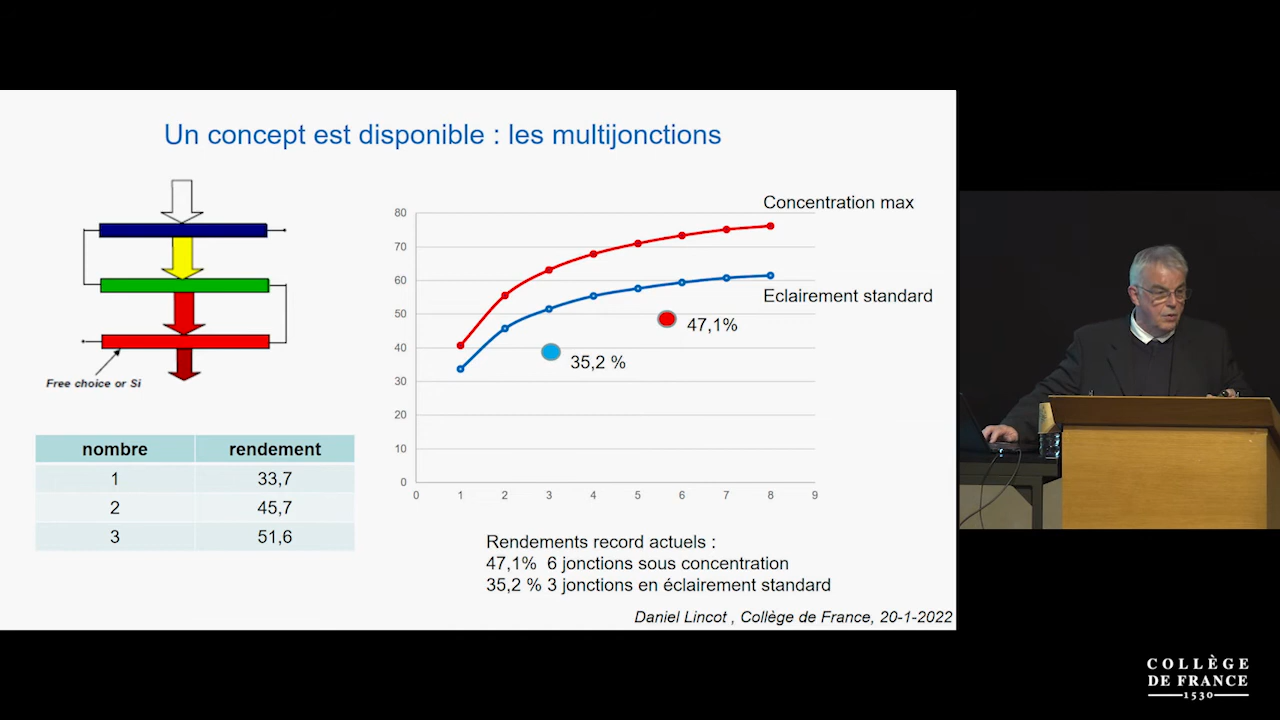 Un concept est disponible : les multijonctions
Free choice or Si
nombre rendement
1 33,7
2 45,7
3 51,6
Concentration max
Eclairement standard
47,1%
35,2 %
80
70
60
50
40
30
20
10
0
0 1 2 3 4 5 6 7 8 9
Rendements record actuels :
47,1% 6 jonctions sous concentration
35,2 % 3 jonctions en éclairement standard
Daniel Lincot , Collège de France, 20-1-2022
COLLÈGE
DE FRANCE
1530